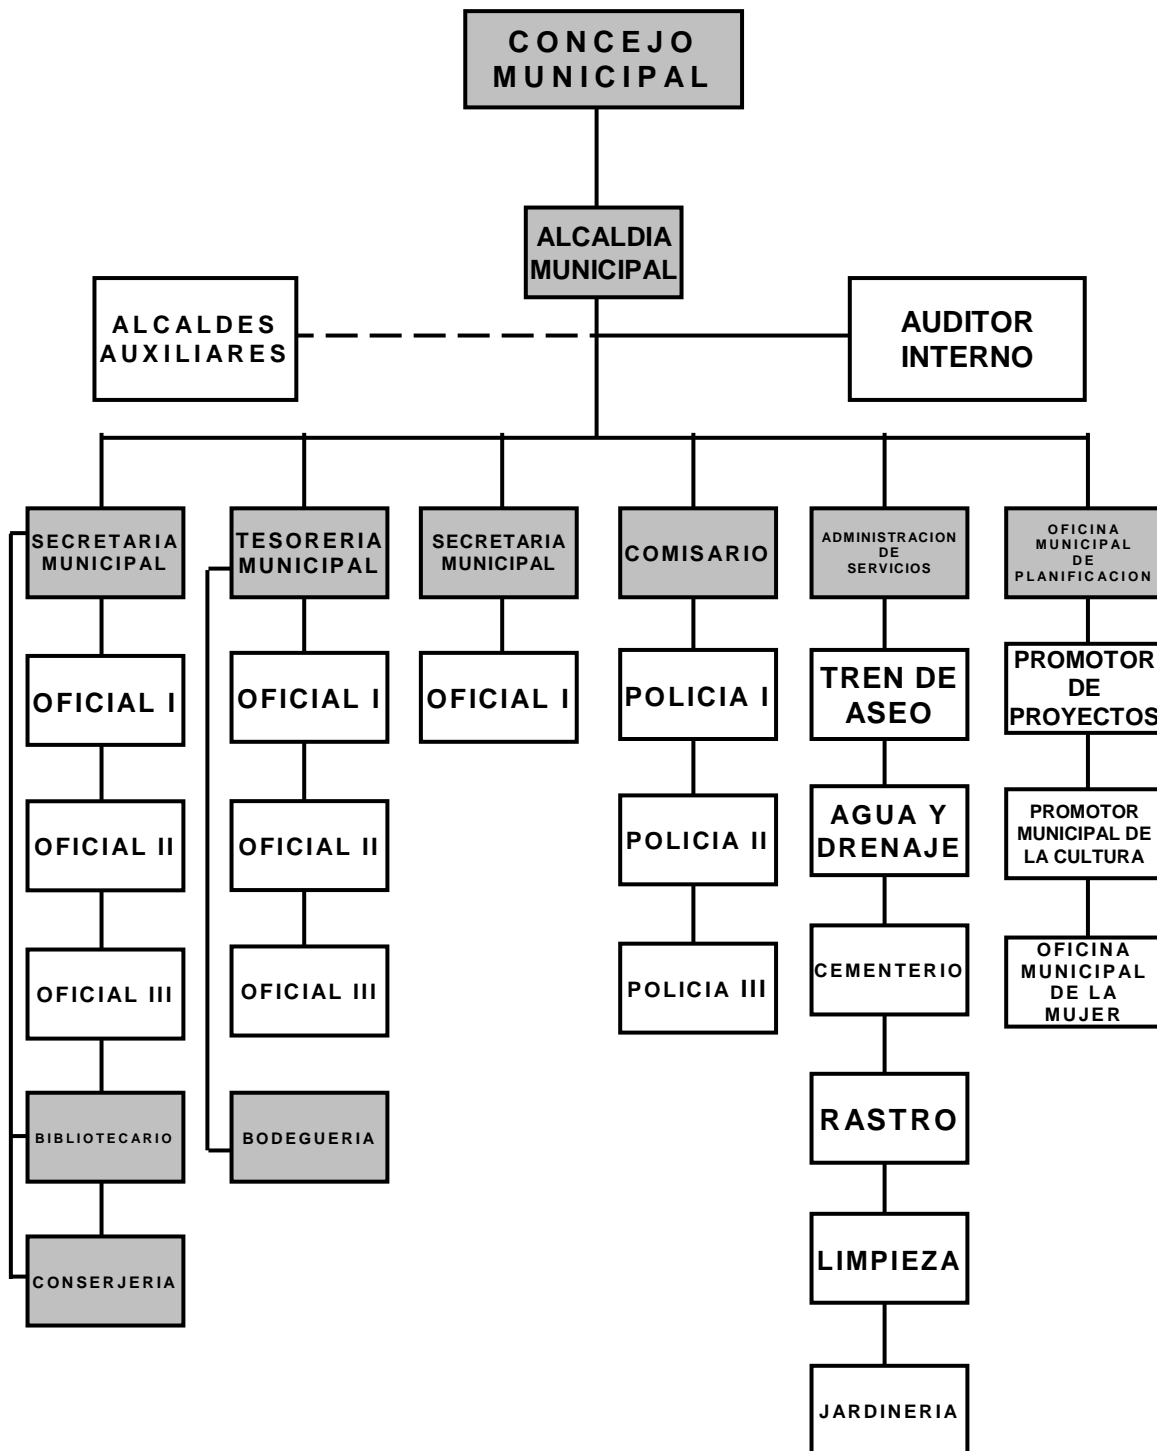 CONCEJO
MUNICIPAL
ALCALDIA
MUNICIPAL
ALCALDES
AUXILIARES
AUDITOR
INTERNO
SECRETARIA
MUNICIPAL
TESORERIA
MUNICIPAL
SECRETARIA
MUNICIPAL
COMISARIO
ADMINISTRACION
DE
SERVICIOS
OFICINA
MUNICIPAL
DE
PLANIFICACION
OFICIAL I
OFICIAL I
OFICIAL I
POLICIA I
TREN DE
ASEO
PROMOTOR
DE
PROYECTOS
OFICIAL II
OFICIAL II
POLICIA II
AGUA Y
DRENAJE
PROMOTOR
MUNICIPAL DE
LA CULTURA
OFICIAL III
OFICIAL III
POLICIA III
CEMENTERIO
OFICINA
MUNICIPAL
DE LA
MUJER
BIBLIOTECARIO
BODEGUERIA
RASTRO
CONSERJERIA
LIMPIEZA
JARDINERIA